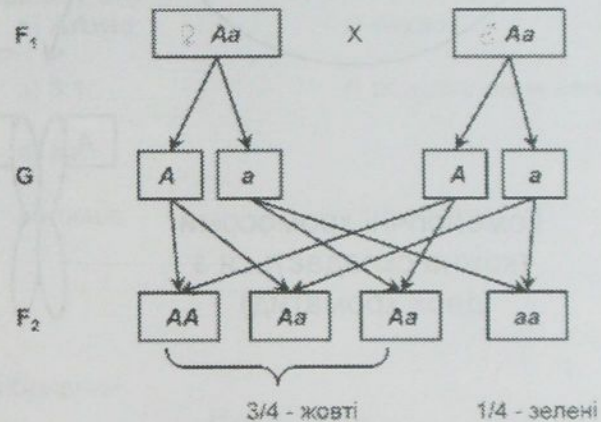 F₁ ♀ Aa X ♂ Aa
G A a A a
F₂ AA Aa Aa aa
3/4 - жовті 1/4 - зелені